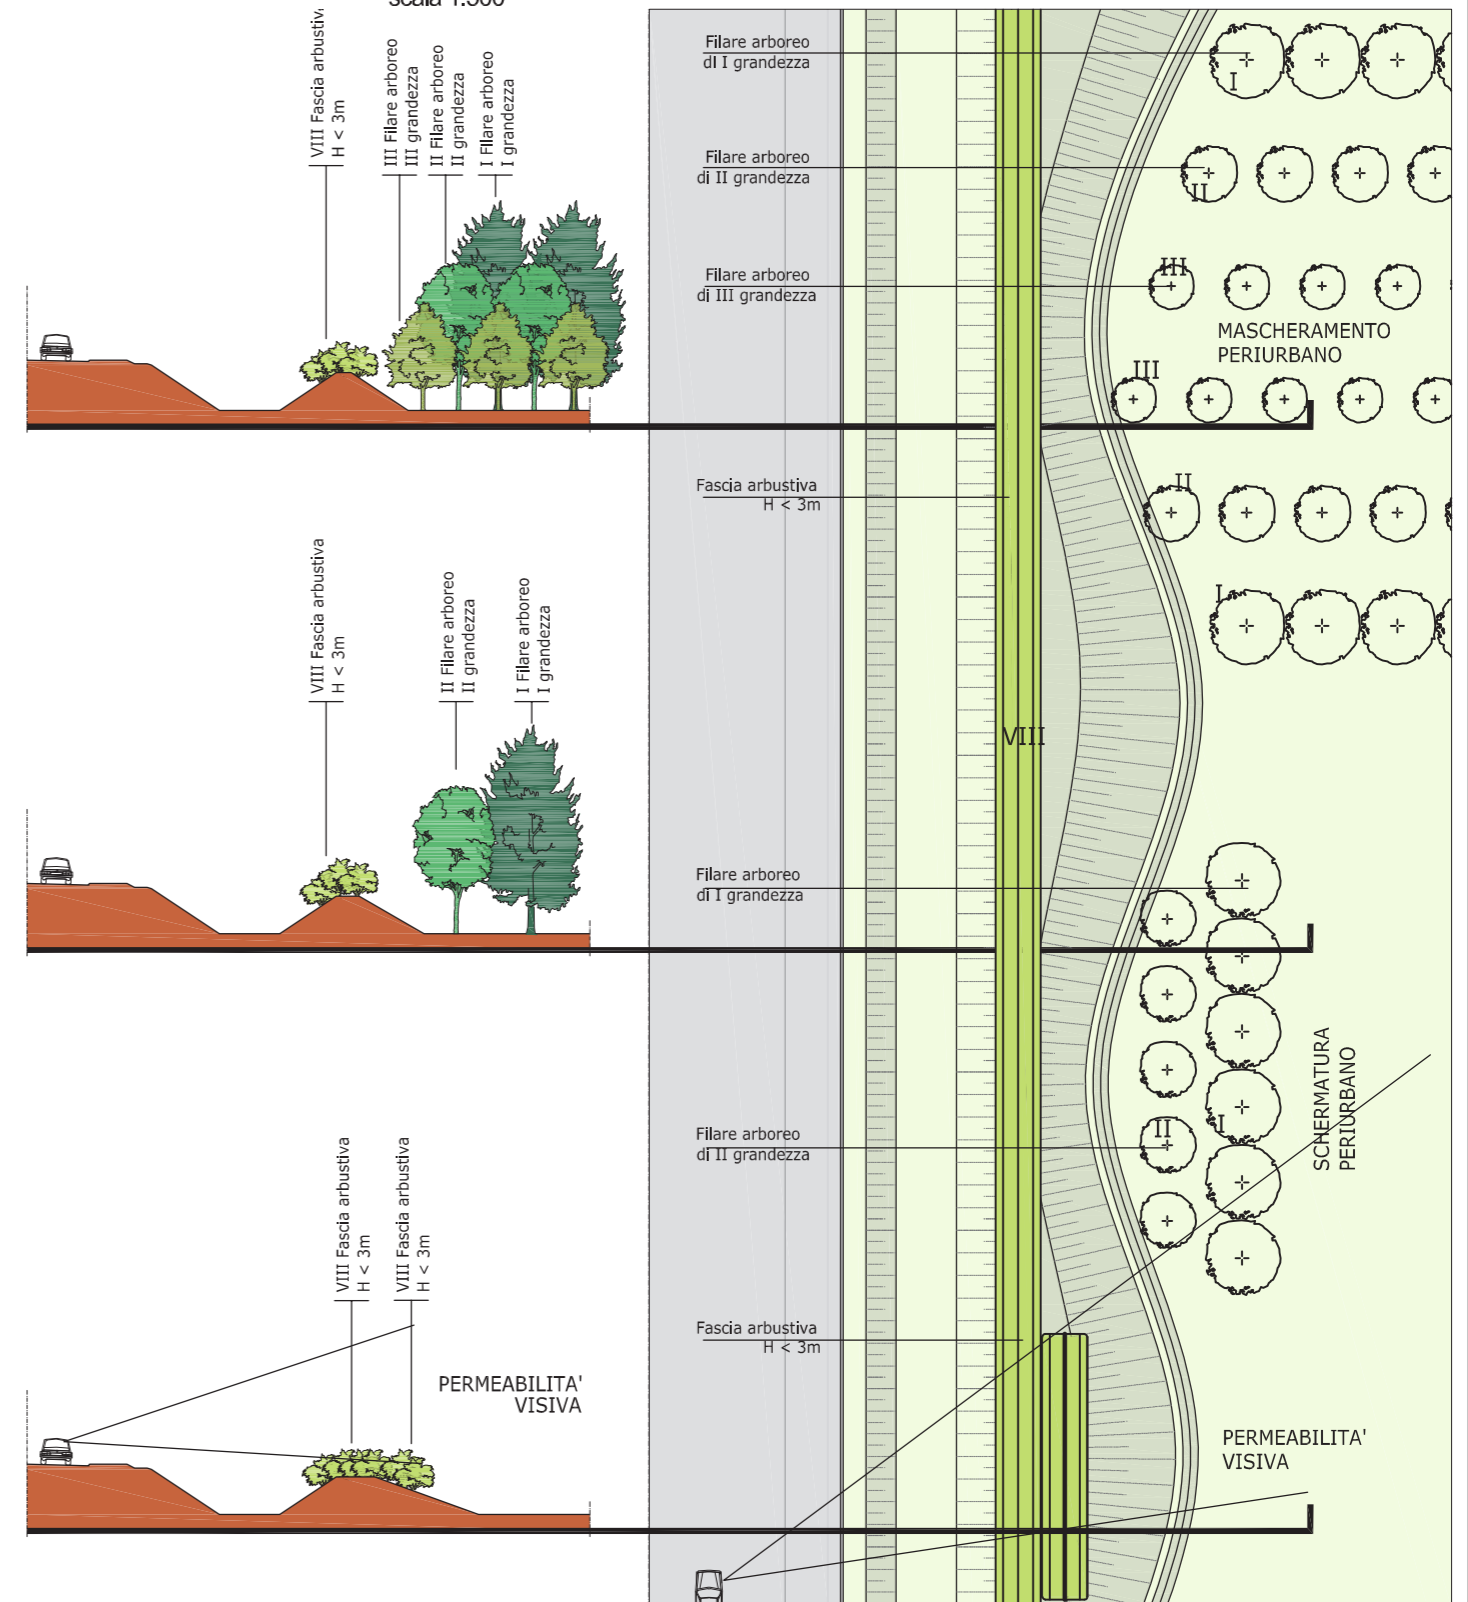 scala 1:500
VIII Fascia arbustiva
H < 3m
III Filare arboreo
III grandezza
II Filare arboreo
II grandezza
I Filare arboreo
I grandezza
Filare arboreo
di I grandezza
I
Filare arboreo
di II grandezza
II
Filare arboreo
di III grandezza
III
MASCHERAMENTO
PERIURBANO
III
Fascia arbustiva
H < 3m
II
I
VIII Fascia arbustiva
H < 3m
II Filare arboreo
II grandezza
I Filare arboreo
I grandezza
VIII
Filare arboreo
di I grandezza
SCHERMATURA
PERIURBANO
Filare arboreo
di II grandezza
II
I
VIII Fascia arbustiva
H < 3m
VIII Fascia arbustiva
H < 3m
Fascia arbustiva
H < 3m
PERMEABILITA'
VISIVA
PERMEABILITA'
VISIVA